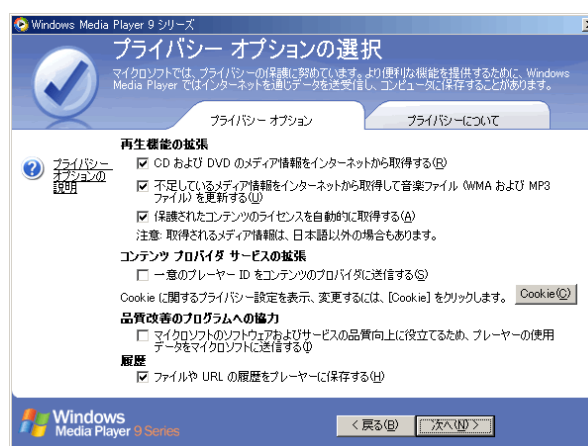 Windows Media Player 9 シリーズ
プライバシー オプションの選択
マイクロソフトでは、プライバシーの保護に努めています。より便利な機能を提供するために、Windows
Media Player ではインターネットを通じデータを送受信し、コンピュータに保存することがあります。
プライバシー オプション
プライバシーについて
再生機能の拡張
プライバシー
オプションの
説明
CD および DVD のメディア情報をインターネットから取得する(R)
不足しているメディア情報をインターネットから取得して音楽ファイル (WMA および MP3
ファイル) を更新する(U)
保護されたコンテンツのライセンスを自動的に取得する(A)
注意: 取得されるメディア情報は、日本語以外の場合もあります。
コンテンツ プロバイダ サービスの拡張
一意のプレーヤー ID をコンテンツのプロバイダに送信する(S)
Cookie に関するプライバシー設定を表示、変更するには、[Cookie] をクリックします。
Cookie(C)
品質改善のプログラムへの協力
マイクロソフトのソフトウェアおよびサービスの品質向上に役立てるため、プレーヤーの使用
データをマイクロソフトに送信する(I)
履歴
ファイルや URL の履歴をプレーヤーに保存する(H)
Windows
Media Player 9 Series
< 戻る(B)
次へ(N) >